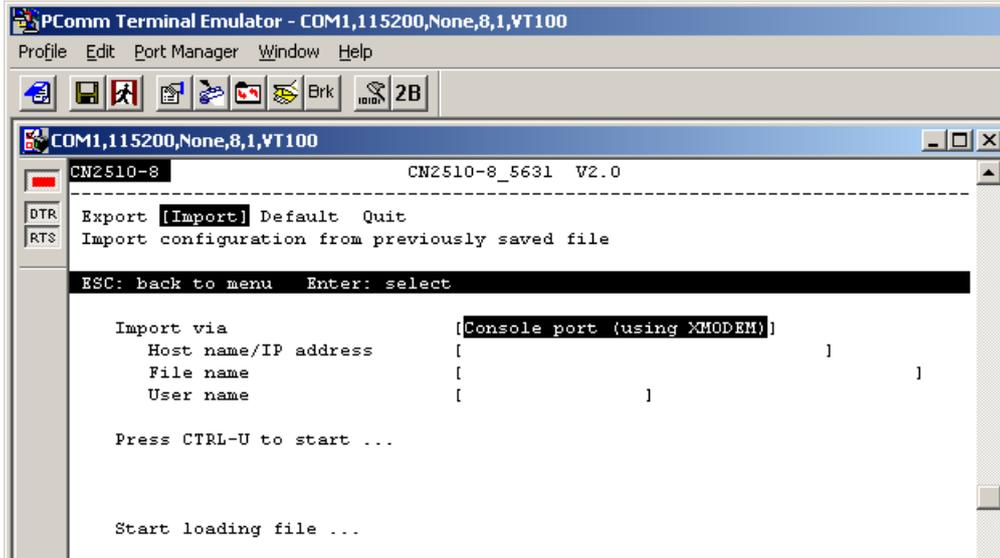 PComm Terminal Emulator - COM1,115200,None,8,1,VT100
Profile Edit Port Manager Window Help
Brk 2B
COM1,115200,None,8,1,VT100
CN2510-8 CN2510-8_5631 V2.0
DTR
RTS
Export [Import] Default Quit
Import configuration from previously saved file
ESC: back to menu Enter: select
Import via [Console port (using XMODEM)]
Host name/IP address [ ]
File name [ ]
User name [ ]
Press CTRL-U to start ...
Start loading file ...